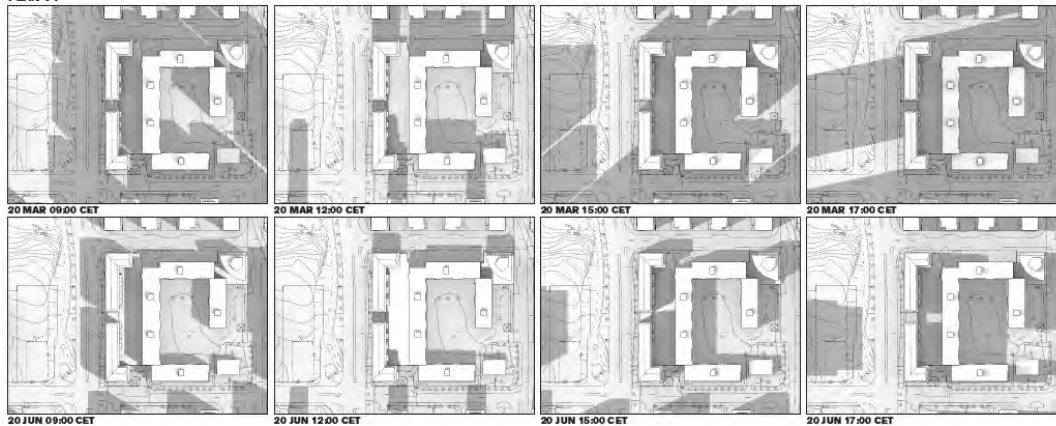 20 MAR 09:00 CET
20 MAR 12:00 CET
20 MAR 15:00 CET
20 MAR 17:00 CET
20 JUN 09:00 CET
20 JUN 12:00 CET
20 JUN 15:00 CET
20 JUN 17:00 CET